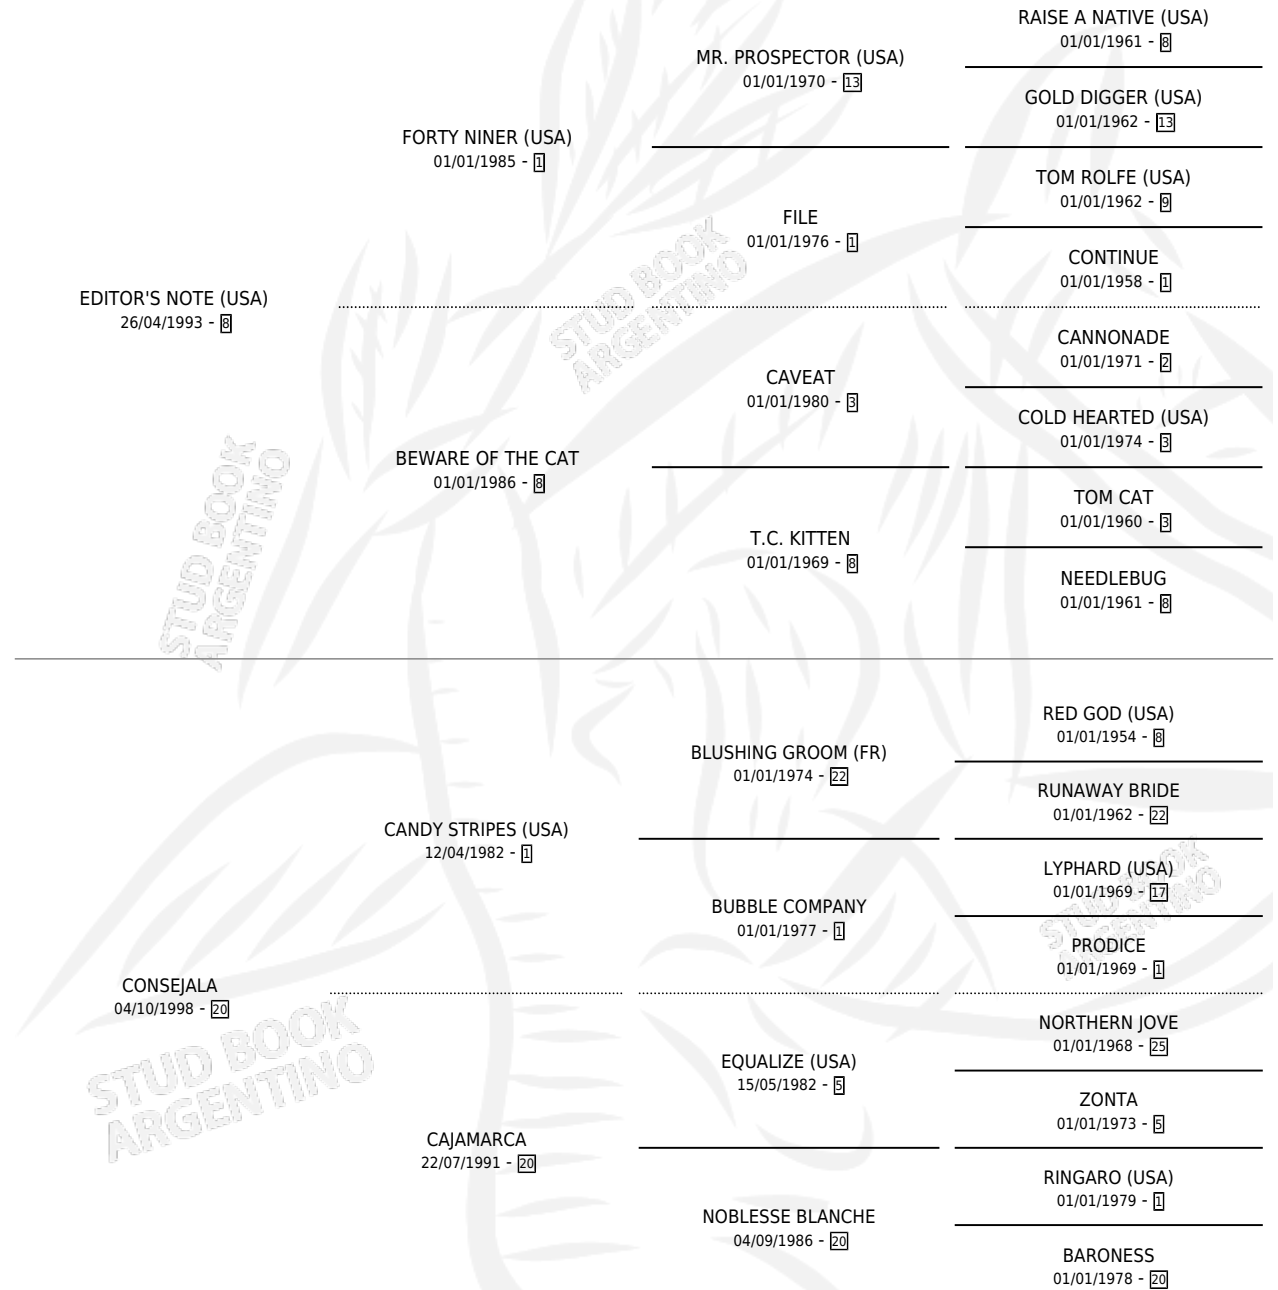 RAISE A NATIVE (USA)
01/01/1961 - 8
MR. PROSPECTOR (USA)
01/01/1970 - 13
GOLD DIGGER (USA)
01/01/1962 - 13
FORTY NINER (USA)
01/01/1985 - 1
TOM ROLFE (USA)
01/01/1962 - 9
FILE
01/01/1976 - 1
CONTINUE
01/01/1958 - 1
EDITOR'S NOTE (USA)
26/04/1993 - 8
CANNONADE
01/01/1971 - 2
CAVEAT
01/01/1980 - 3
COLD HEARTED (USA)
01/01/1974 - 3
BEWARE OF THE CAT
01/01/1986 - 8
TOM CAT
01/01/1960 - 3
T.C. KITTEN
01/01/1969 - 8
NEEDLEBUG
01/01/1961 - 8
STUD BOOK
ARGENTINO
STUD BOOK
ARGENTINO
RED GOD (USA)
01/01/1954 - 8
BLUSHING GROOM (FR)
01/01/1974 - 22
RUNAWAY BRIDE
01/01/1962 - 22
CANDY STRIPES (USA)
12/04/1982 - 1
LYPHARD (USA)
01/01/1969 - 17
BUBBLE COMPANY
01/01/1977 - 1
PRODICE
01/01/1969 - 1
CONSEJALA
04/10/1998 - 20
NORTHERN JOVE
01/01/1968 - 25
EQUALIZE (USA)
15/05/1982 - 5
ZONTA
01/01/1973 - 5
CAJAMARCA
22/07/1991 - 20
RINGARO (USA)
01/01/1979 - 1
NOBLESSE BLANCHE
04/09/1986 - 20
BARONESS
01/01/1978 - 20
STUD BOOK
ARGENTINO
STUD BOOK
ARGENTINO